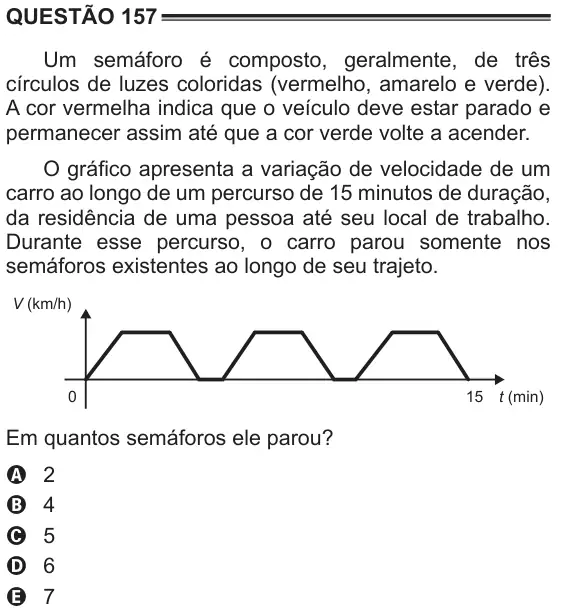 QUESTÃO 157
Um semáforo é composto, geralmente, de três
círculos de luzes coloridas (vermelho, amarelo e verde).
A cor vermelha indica que o veículo deve estar parado e
permanecer assim até que a cor verde volte a acender.
O gráfico apresenta a variação de velocidade de um
carro ao longo de um percurso de 15 minutos de duração,
da residência de uma pessoa até seu local de trabalho.
Durante esse percurso, o carro parou somente nos
semáforos existentes ao longo de seu trajeto.
V (km/h)
0 15 t (min)
Em quantos semáforos ele parou?
A 2
B 4
C 5
D 6
E 7